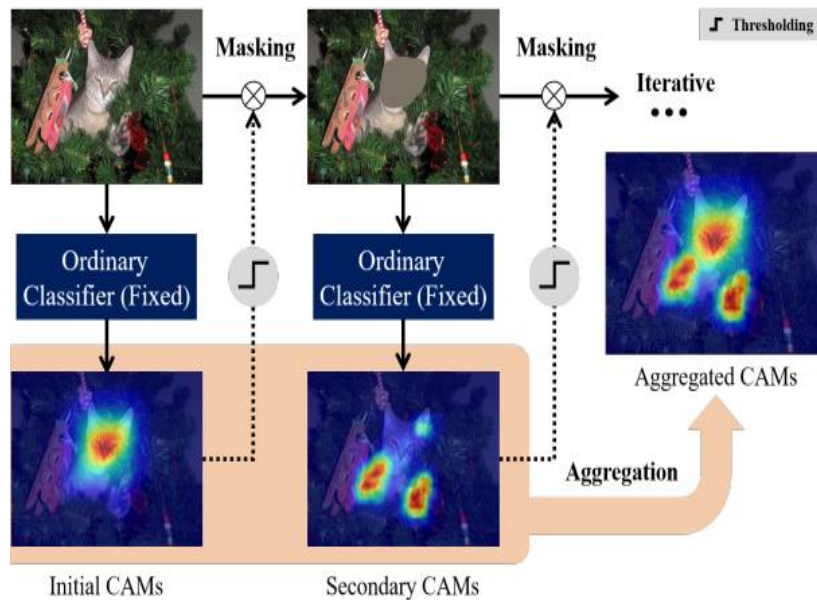 Masking
Masking
Thresholding
Iterative
...
Ordinary
Classifier (Fixed)
Ordinary
Classifier (Fixed)
Aggregated CAMs
Aggregation
Initial CAMs
Secondary CAMs